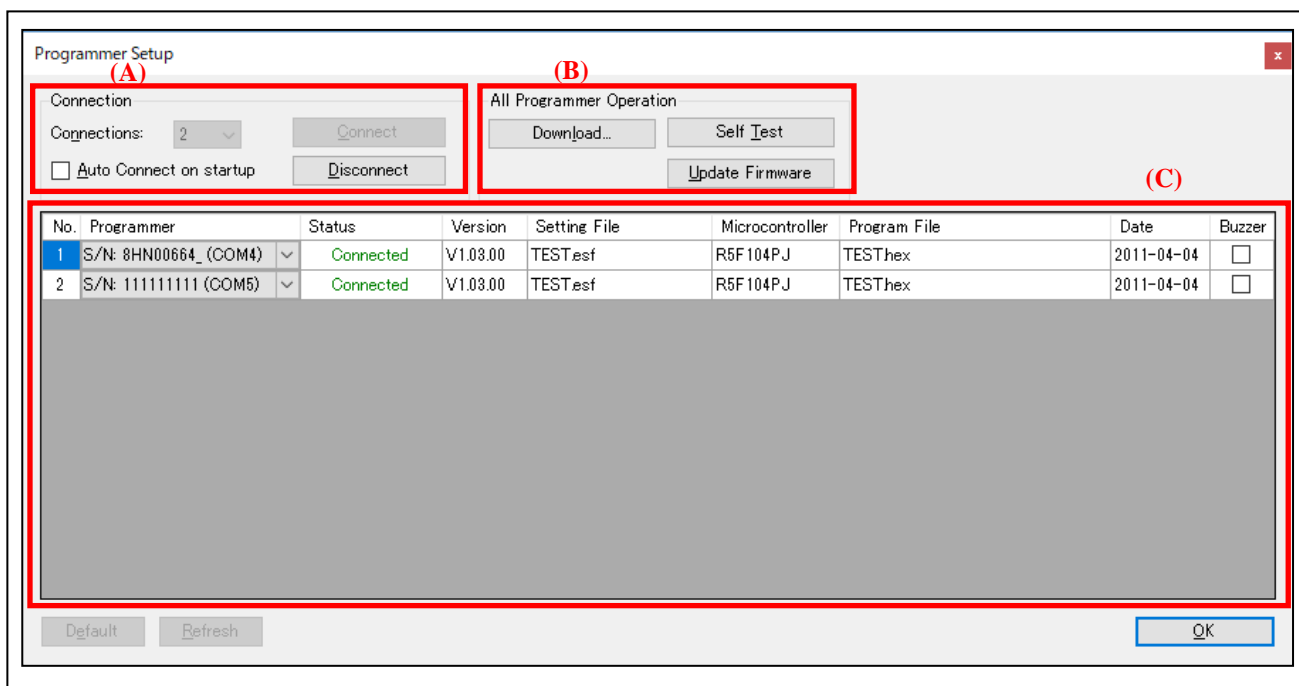 Programmer Setup
x
(A)
(B)
Connection
All Programmer Operation
Connections: 2 Connect
Download... Self Test
Auto Connect on startup Disconnect
Update Firmware
(C)
No. Programmer Status Version Setting File Microcontroller Program File Date Buzzer
1 S/N: 8HN00664_ (COM4) Connected V1.03.00 TEST.esf R5F104PJ TEST.hex 2011-04-04
2 S/N: 111111111 (COM5) Connected V1.03.00 TEST.esf R5F104PJ TEST.hex 2011-04-04
Default Refresh OK